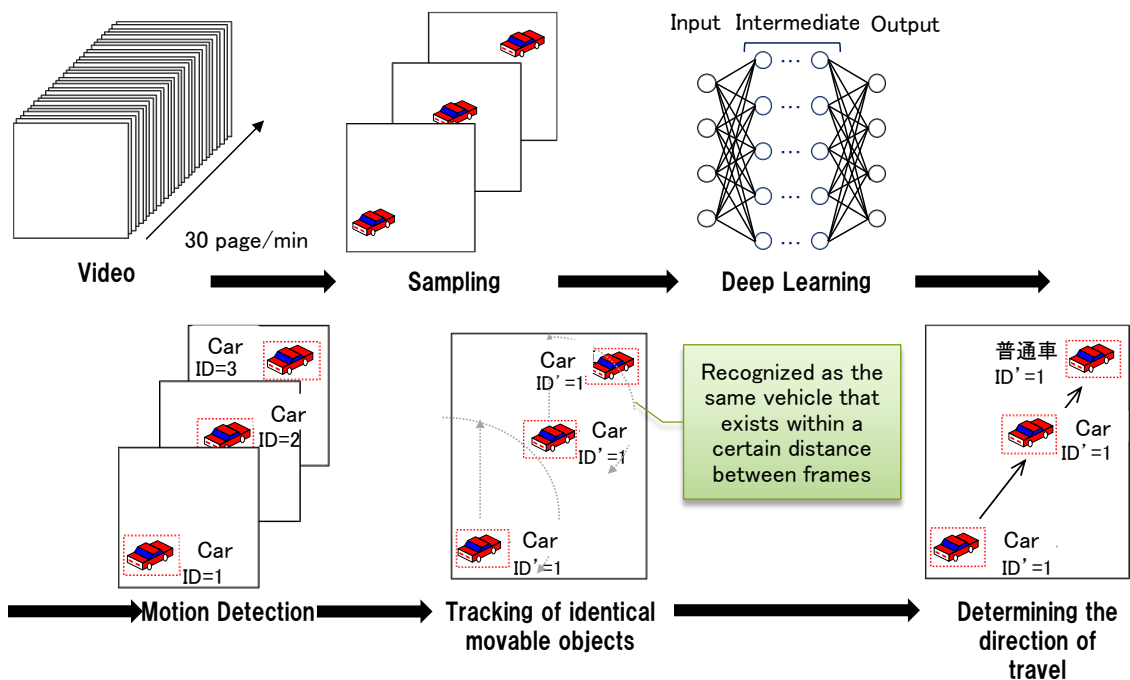 Input Intermediate Output
30 page/min
Video
Sampling
Deep Learning
Car
ID=3
Car
ID=2
Car
ID=1
Motion Detection
Car
ID'=1
Car
ID'=1
Car
ID'=1
Recognized as the
same vehicle that
exists within a
certain distance
between frames
Tracking of identical
movable objects
普通車
ID'=1
Car
ID'=1
Car
ID'=1
Determining the
direction of
travel